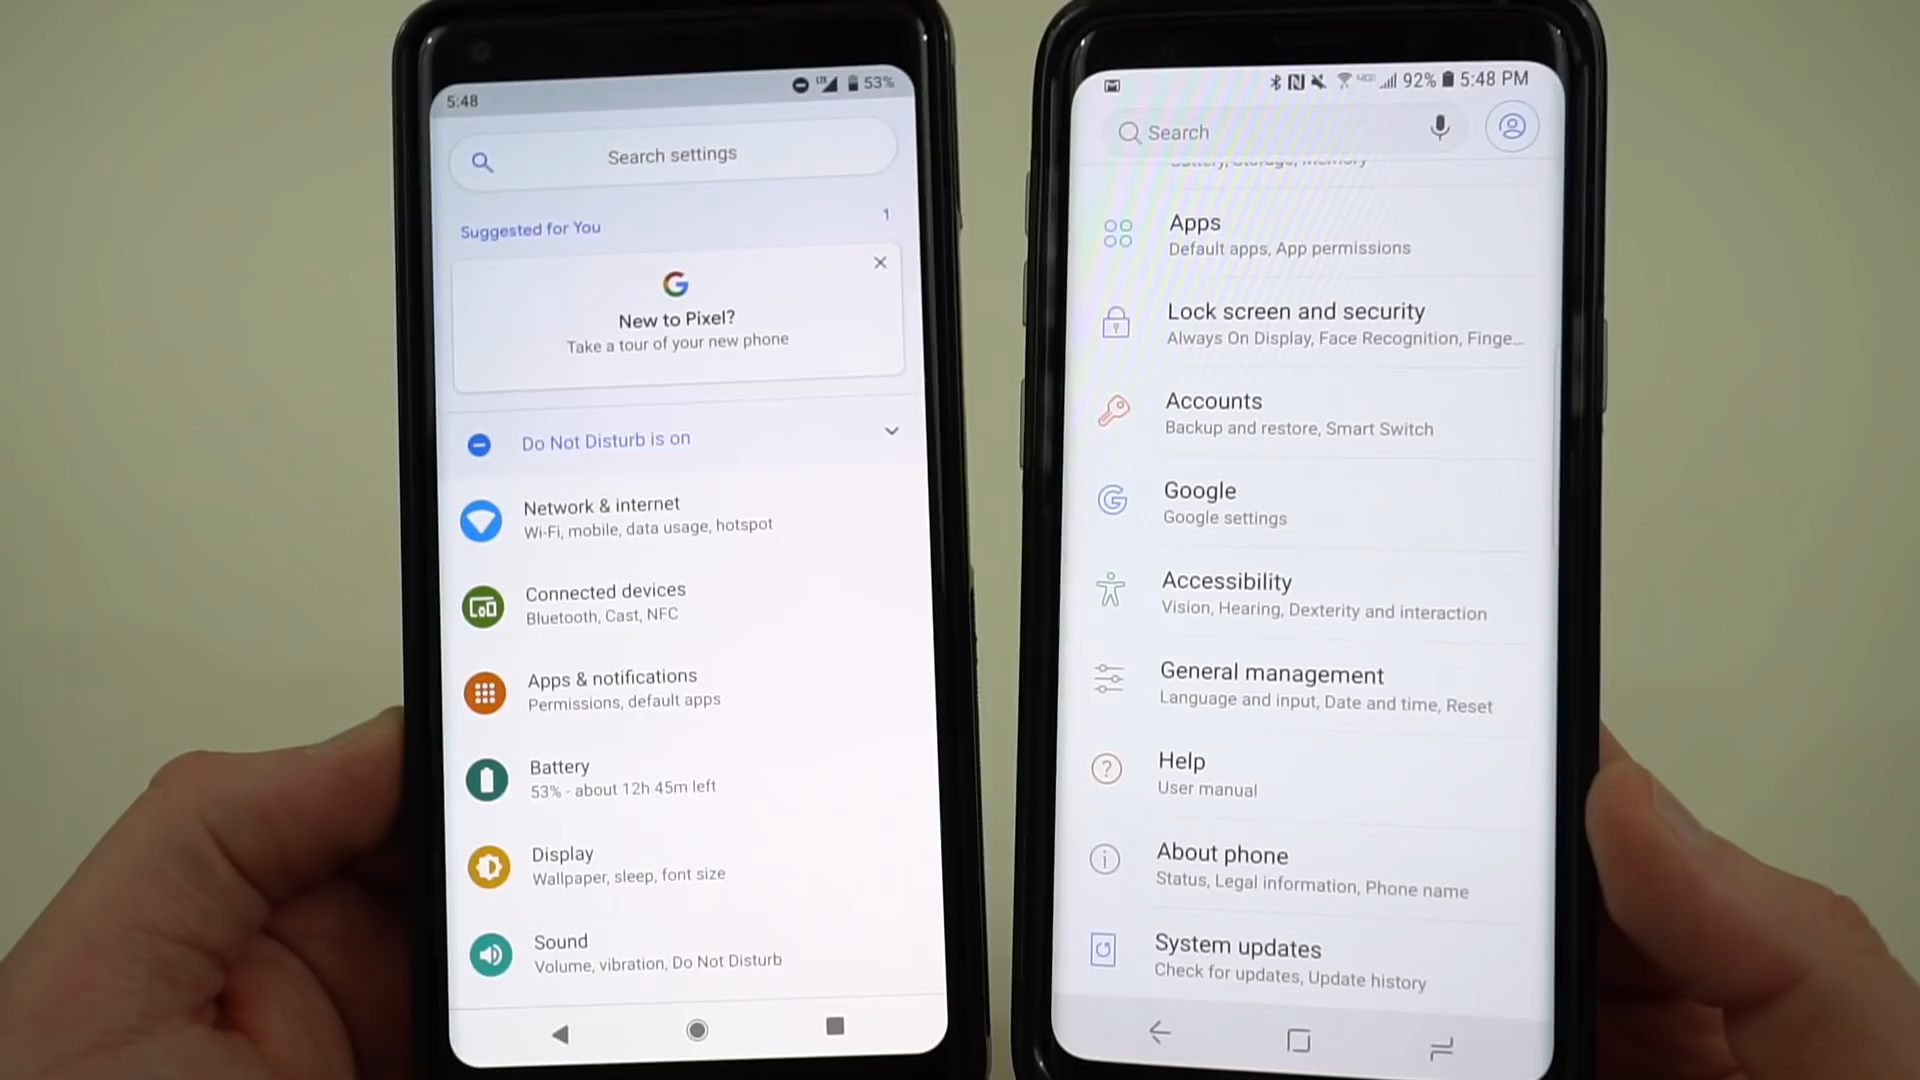 5:48
LTE
53%
Search settings
Suggested for You
1
G
New to Pixel?
Take a tour of your new phone
Do Not Disturb is on
Network & internet
Wi-Fi, mobile, data usage, hotspot
Connected devices
Bluetooth, Cast, NFC
Apps & notifications
Permissions, default apps
Battery
53% - about 12h 45m left
Display
Wallpaper, sleep, font size
Sound
Volume, vibration, Do Not Disturb
92%
5:48 PM
Search
Battery, Storage, Memory
Apps
Default apps, App permissions
Lock screen and security
Always On Display, Face Recognition, Finge...
Accounts
Backup and restore, Smart Switch
Google
Google settings
Accessibility
Vision, Hearing, Dexterity and interaction
General management
Language and input, Date and time, Reset
Help
User manual
About phone
Status, Legal information, Phone name
System updates
Check for updates, Update history